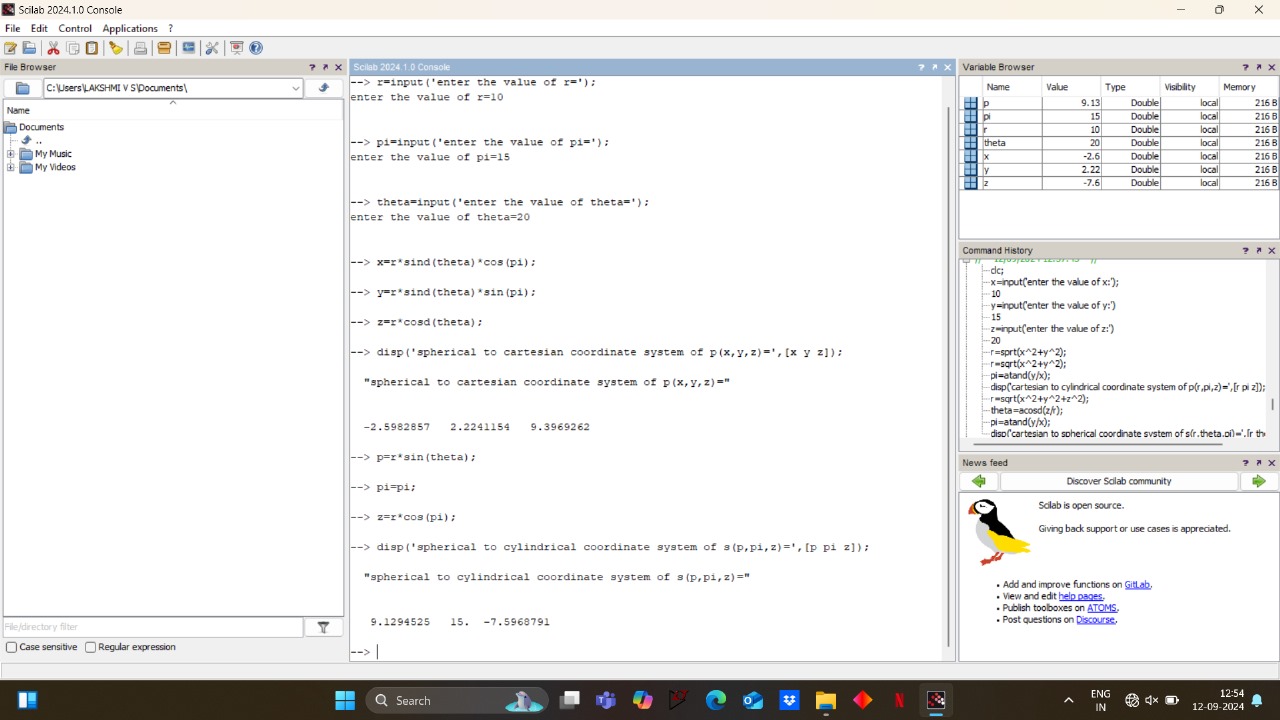 Scilab 2024.1.0 Console
File Edit Control Applications ?
File Browser ? ↗ ✕
C:\Users\LAKSHMI V S\Documents\
Name
Documents
..
My Music
My Videos
File/directory filter
Case sensitive Regular expression
Scilab 2024.1.0 Console ? ↗ ✕
--> r=input('enter the value of r=');
enter the value of r=10
--> pi=input('enter the value of pi=');
enter the value of pi=15
--> theta=input('enter the value of theta=');
enter the value of theta=20
--> x=r*sind(theta)*cos(pi);
--> y=r*sind(theta)*sin(pi);
--> z=r*cosd(theta);
--> disp('spherical to cartesian coordinate system of p(x,y,z)=',[x y z]);
"spherical to cartesian coordinate system of p(x,y,z)="
-2.5982857 2.2241154 9.3969262
--> p=r*sin(theta);
--> pi=pi;
--> z=r*cos(pi);
--> disp('spherical to cylindrical coordinate system of s(p,pi,z)=',[p pi z]);
"spherical to cylindrical coordinate system of s(p,pi,z)="
9.1294525 15. -7.5968791
-->
Variable Browser ? ↗ ✕
Name Value Type Visibility Memory
p 9.13 Double local 216 B
pi 15 Double local 216 B
r 10 Double local 216 B
theta 20 Double local 216 B
x -2.6 Double local 216 B
y 2.22 Double local 216 B
z -7.6 Double local 216 B
Command History ? ↗ ✕
clc;
x=input('enter the value of x:');
10
y=input('enter the value of y:')
15
z=input('enter the value of z:')
20
r=sprt(x^2+y^2);
r=sqrt(x^2+y^2);
pi=atand(y/x);
disp('cartesian to cylindrical coordinate system of p(r,pi,z)=',[r pi z]);
r=sqrt(x^2+y^2+z^2);
theta=acosd(z/r);
pi=atand(y/x);
disp('cartesian to spherical coordinate system of s(r,theta,pi)=',[r the
News feed ? ↗ ✕
Discover Scilab community
Scilab is open source.
Giving back support or use cases is appreciated.
• Add and improve functions on GitLab.
• View and edit help pages.
• Publish toolboxes on ATOMS.
• Post questions on Discourse.
Search
ENG
IN
12:54
12-09-2024